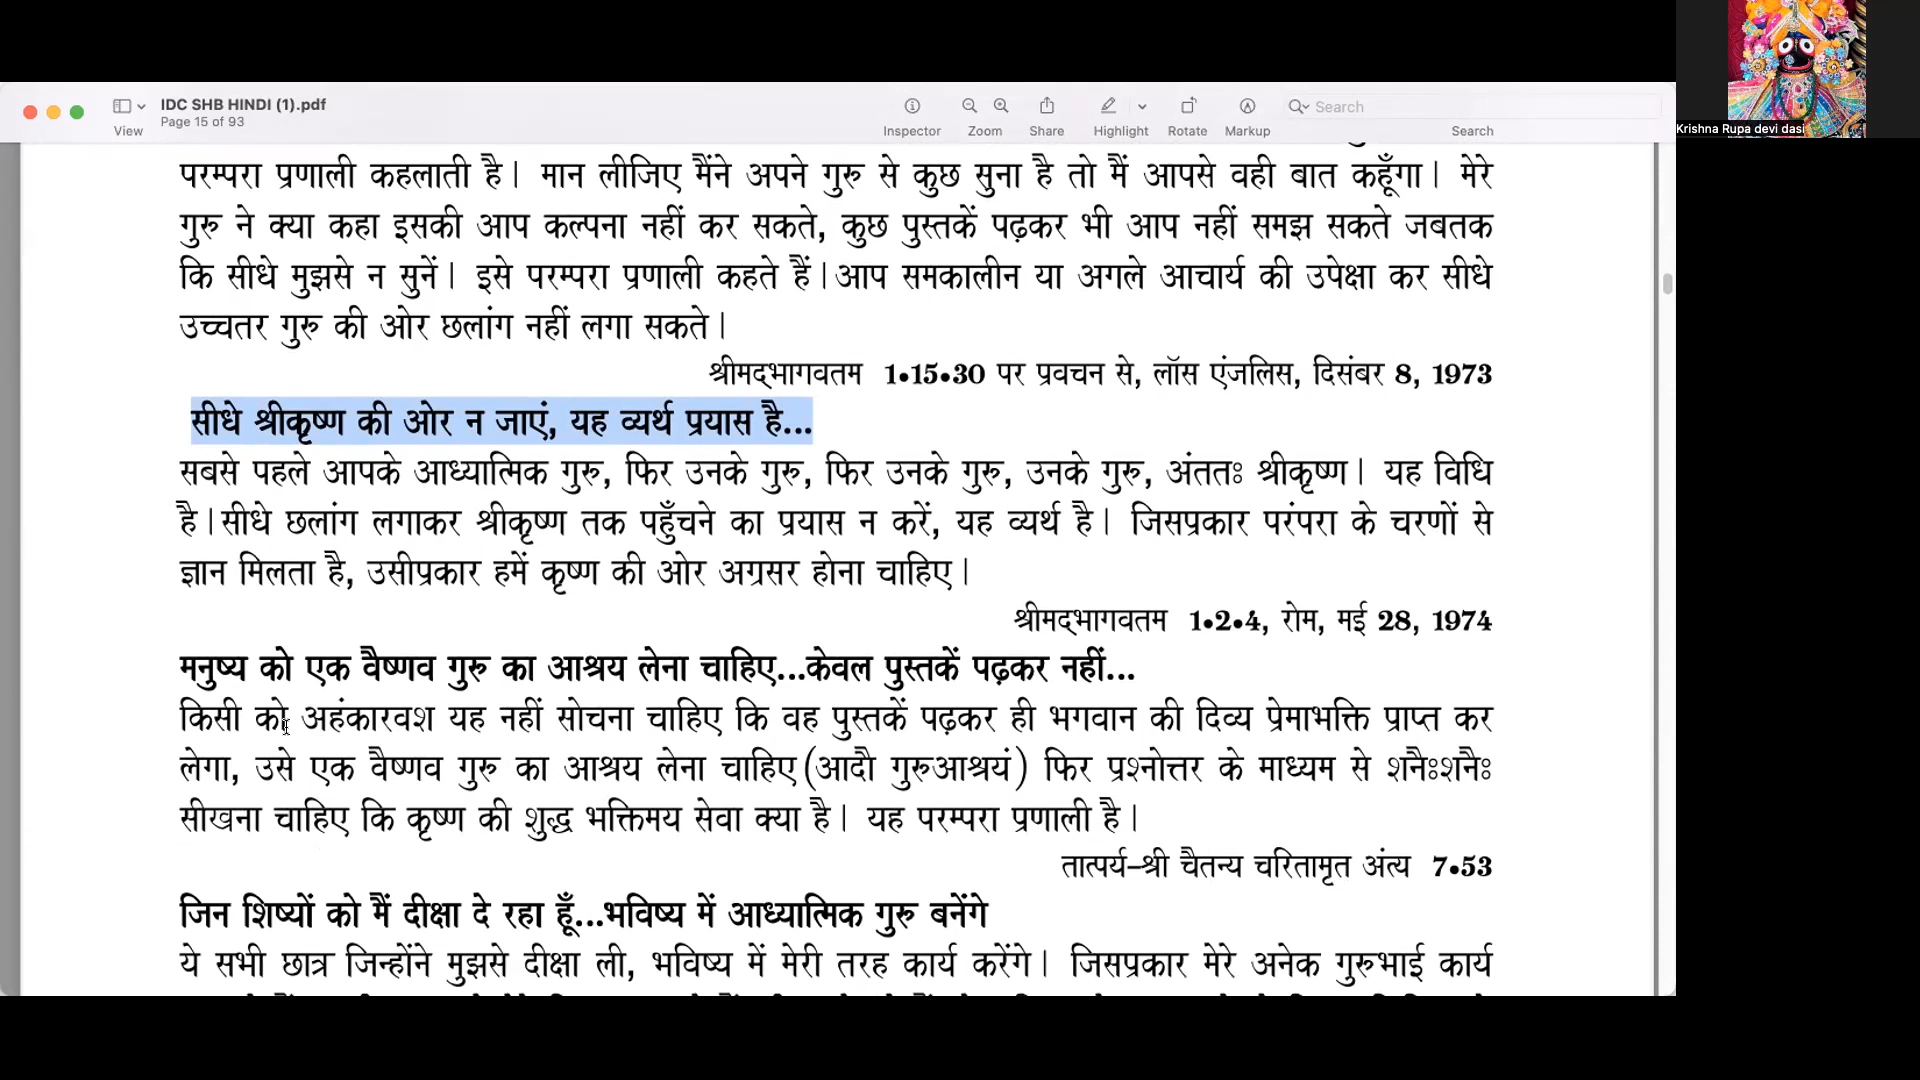 IDC SHB HINDI (1).pdf
Page 15 of 93
View
Inspector
Zoom
Share
Highlight
Rotate
Markup
Search
Search
Krishna Rupa devi dasi
परम्परा प्रणाली कहलाती है। मान लीजिए मैंने अपने गुरु से कुछ सुना है तो मैं आपसे वही बात कहूँगा। मेरे
गुरु ने क्या कहा इसकी आप कल्पना नहीं कर सकते, कुछ पुस्तकें पढ़कर भी आप नहीं समझ सकते जबतक
कि सीधे मुझसे न सुनें। इसे परम्परा प्रणाली कहते हैं।आप समकालीन या अगले आचार्य की उपेक्षा कर सीधे
उच्चतर गुरु की ओर छलांग नहीं लगा सकते।
श्रीमद्भागवतम 1•15•30 पर प्रवचन से, लॉस एंजलिस, दिसंबर 8, 1973
सीधे श्रीकृष्ण की ओर न जाएं, यह व्यर्थ प्रयास है...
सबसे पहले आपके आध्यात्मिक गुरु, फिर उनके गुरु, फिर उनके गुरु, उनके गुरु, अंततः श्रीकृष्ण। यह विधि
है।सीधे छलांग लगाकर श्रीकृष्ण तक पहुँचने का प्रयास न करें, यह व्यर्थ है। जिसप्रकार परंपरा के चरणों से
ज्ञान मिलता है, उसीप्रकार हमें कृष्ण की ओर अग्रसर होना चाहिए।
श्रीमद्भागवतम 1•2•4, रोम, मई 28, 1974
मनुष्य को एक वैष्णव गुरु का आश्रय लेना चाहिए...केवल पुस्तकें पढ़कर नहीं...
किसी को अहंकारवश यह नहीं सोचना चाहिए कि वह पुस्तकें पढ़कर ही भगवान की दिव्य प्रेमाभक्ति प्राप्त कर
लेगा, उसे एक वैष्णव गुरु का आश्रय लेना चाहिए(आदौ गुरुआश्रयं) फिर प्रश्नोत्तर के माध्यम से शनैःशनैः
सीखना चाहिए कि कृष्ण की शुद्ध भक्तिमय सेवा क्या है। यह परम्परा प्रणाली है।
तात्पर्य–श्री चैतन्य चरितामृत अंत्य 7•53
जिन शिष्यों को मैं दीक्षा दे रहा हूँ...भविष्य में आध्यात्मिक गुरु बनेंगे
ये सभी छात्र जिन्होंने मुझसे दीक्षा ली, भविष्य में मेरी तरह कार्य करेंगे। जिसप्रकार मेरे अनेक गुरुभाई कार्य